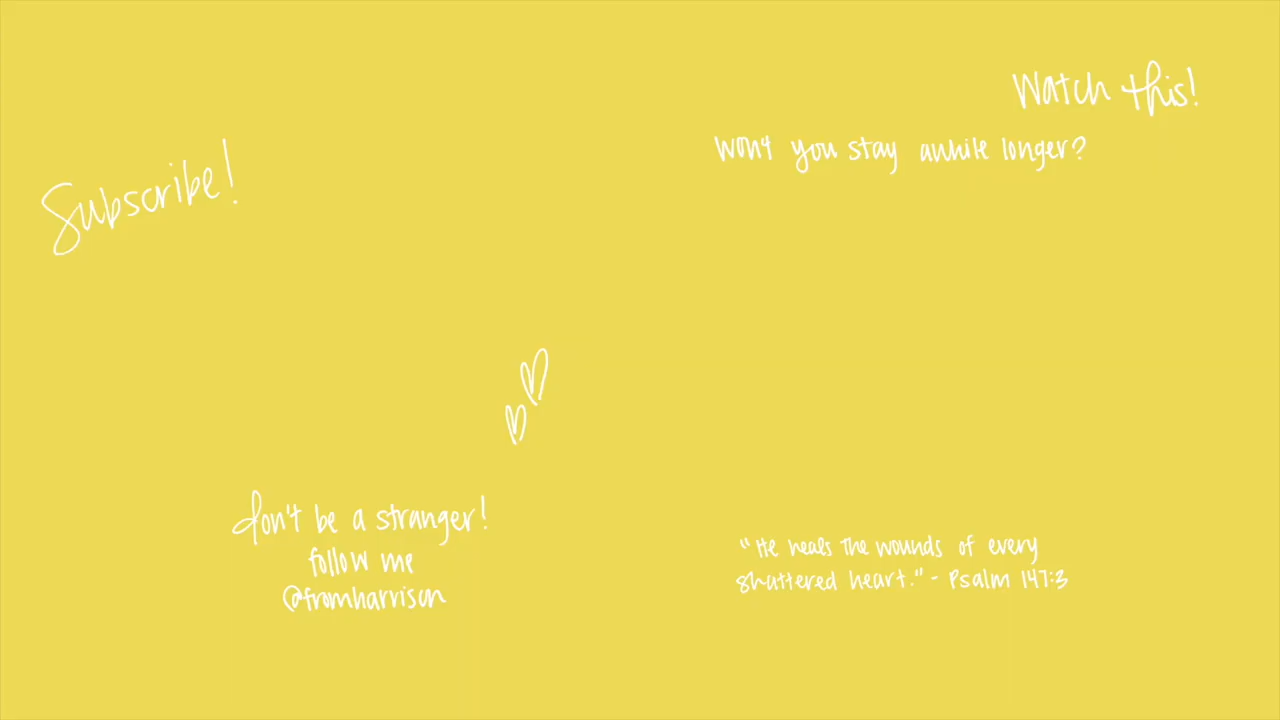 Watch this!
won't you stay awhile longer?
Subscribe!
don't be a stranger!
follow me
@fromharrison
"He heals the wounds of every
shattered heart." - Psalm 147:3